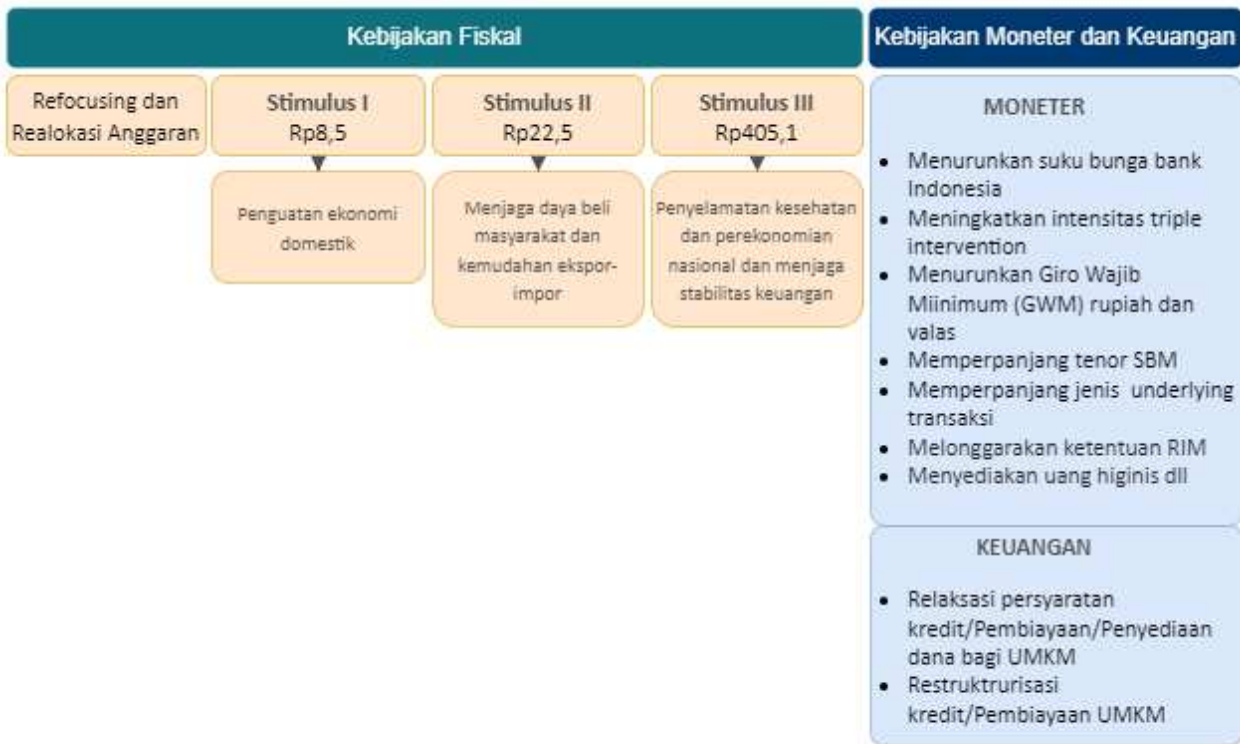 Kebijakan Fiskal
Refocusing dan
Realokasi Anggaran
Stimulus I
Rp8,5
Penguatan ekonomi
domestik
Stimulus II
Rp22,5
Menjaga daya beli
masyarakat dan
kemudahan ekspor-
impor
Stimulus III
Rp405,1
Penyelamatan kesehatan
dan perekonomian
nasional dan menjaga
stabilitas keuangan
Kebijakan Moneter dan Keuangan
MONETER
• Menurunkan suku bunga bank
Indonesia
• Meningkatkan intensitas triple
intervention
• Menurunkan Giro Wajib
Miinimum (GWM) rupiah dan
valas
• Memperpanjang tenor SBM
• Memperpanjang jenis underlying
transaksi
• Melonggarakan ketentuan RIM
• Menyediakan uang higinis dll
KEUANGAN
• Relaksasi persyaratan
kredit/Pembiayaan/Penyediaan
dana bagi UMKM
• Restruktrurisasi
kredit/Pembiayaan UMKM